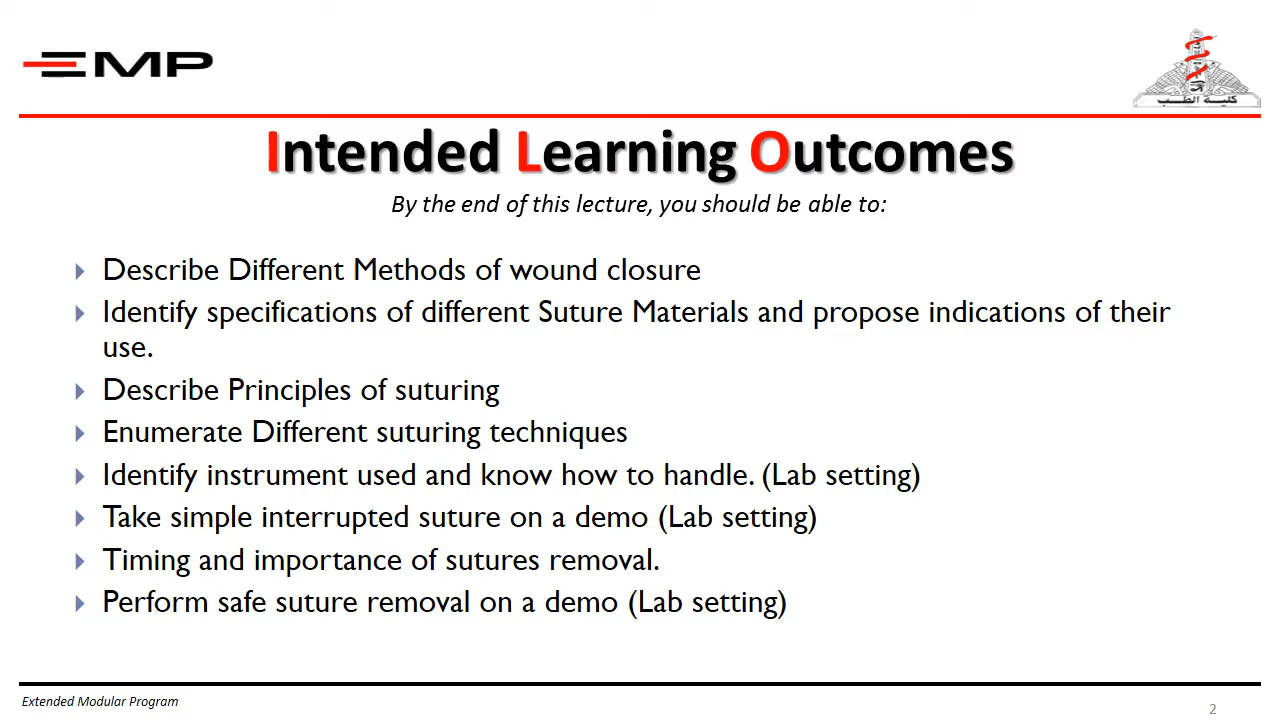 EMP
كلية الطب
Intended Learning Outcomes
By the end of this lecture, you should be able to:
Describe Different Methods of wound closure
Identify specifications of different Suture Materials and propose indications of their
use.
Describe Principles of suturing
Enumerate Different suturing techniques
Identify instrument used and know how to handle. (Lab setting)
Take simple interrupted suture on a demo (Lab setting)
Timing and importance of sutures removal.
Perform safe suture removal on a demo (Lab setting)
Extended Modular Program
2